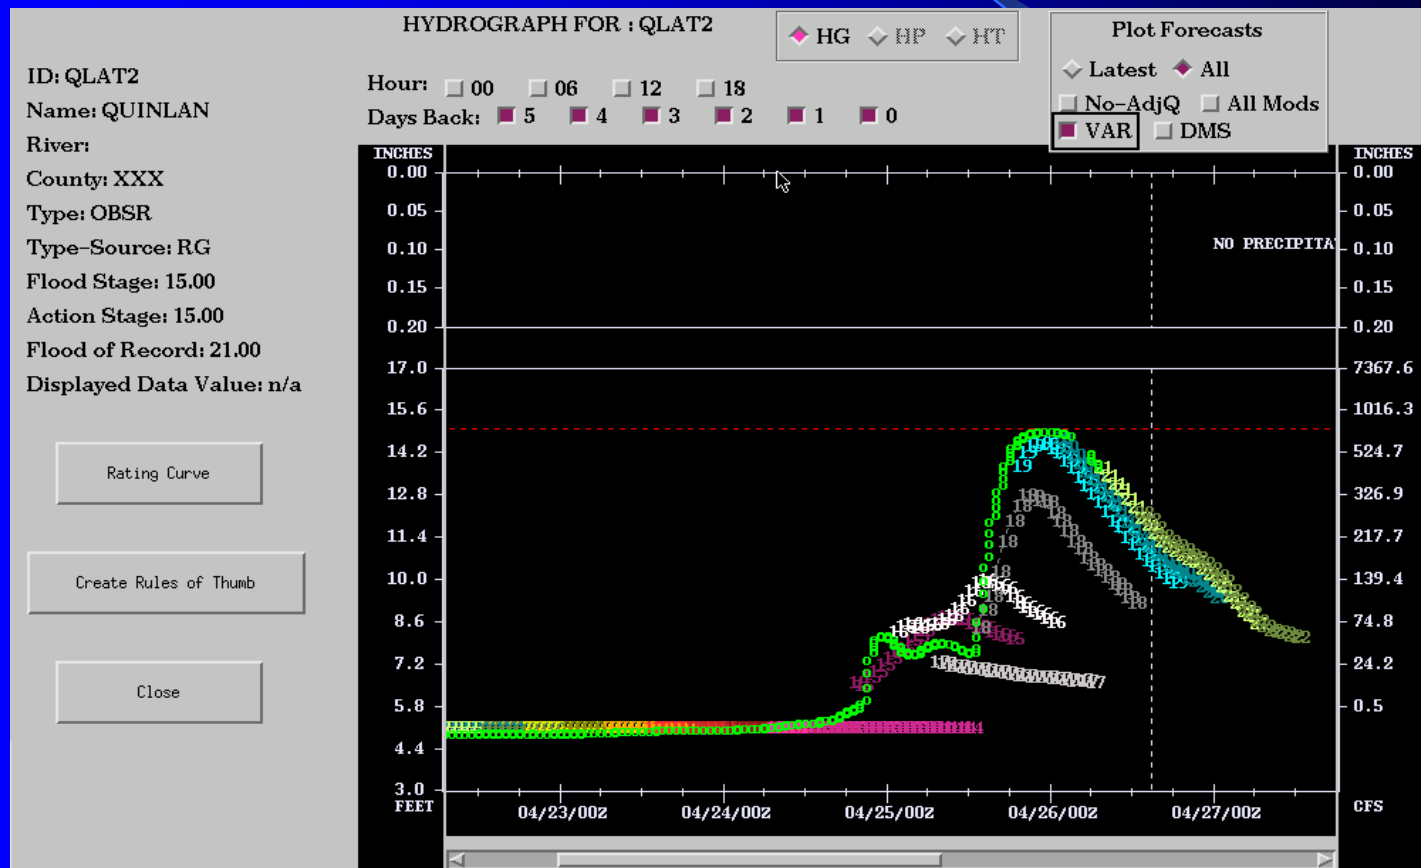 HYDROGRAPH FOR : QLAT2
HG HP HT
Plot Forecasts
Latest All
No-AdjQ All Mods
VAR DMS
ID: QLAT2
Name: QUINLAN
River:
County: XXX
Type: OBSR
Type-Source: RG
Flood Stage: 15.00
Action Stage: 15.00
Flood of Record: 21.00
Displayed Data Value: n/a
Rating Curve
Create Rules of Thumb
Close
Hour: 00 06 12 18
Days Back: 5 4 3 2 1 0
INCHES INCHES
0.00 0.00
0.05 0.05
0.10 NO PRECIPITA 0.10
0.15 0.15
0.20 0.20
17.0 7367.6
15.6 1016.3
14.2 524.7
12.8 326.9
11.4 217.7
10.0 139.4
8.6 74.8
7.2 24.2
5.8 0.5
4.4
3.0
FEET 04/23/00Z 04/24/00Z 04/25/00Z 04/26/00Z 04/27/00Z CFS